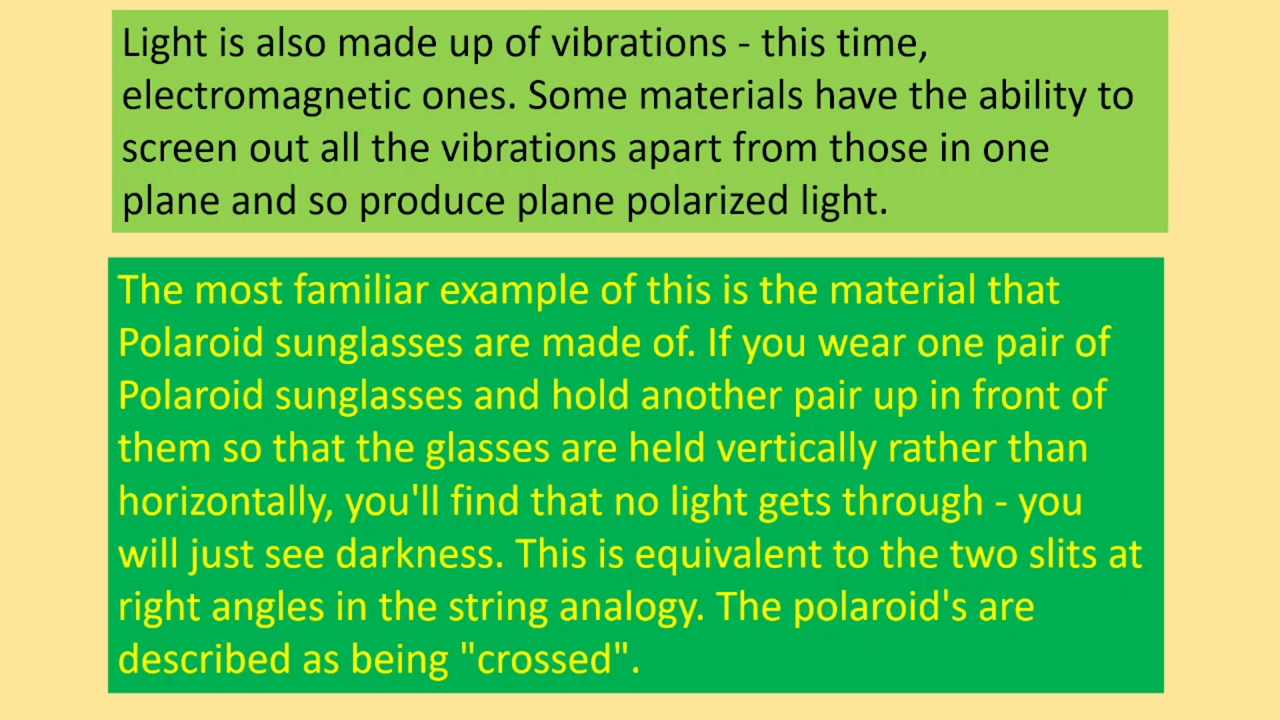 Light is also made up of vibrations - this time,
electromagnetic ones. Some materials have the ability to
screen out all the vibrations apart from those in one
plane and so produce plane polarized light.
The most familiar example of this is the material that
Polaroid sunglasses are made of. If you wear one pair of
Polaroid sunglasses and hold another pair up in front of
them so that the glasses are held vertically rather than
horizontally, you'll find that no light gets through - you
will just see darkness. This is equivalent to the two slits at
right angles in the string analogy. The polaroid's are
described as being "crossed".